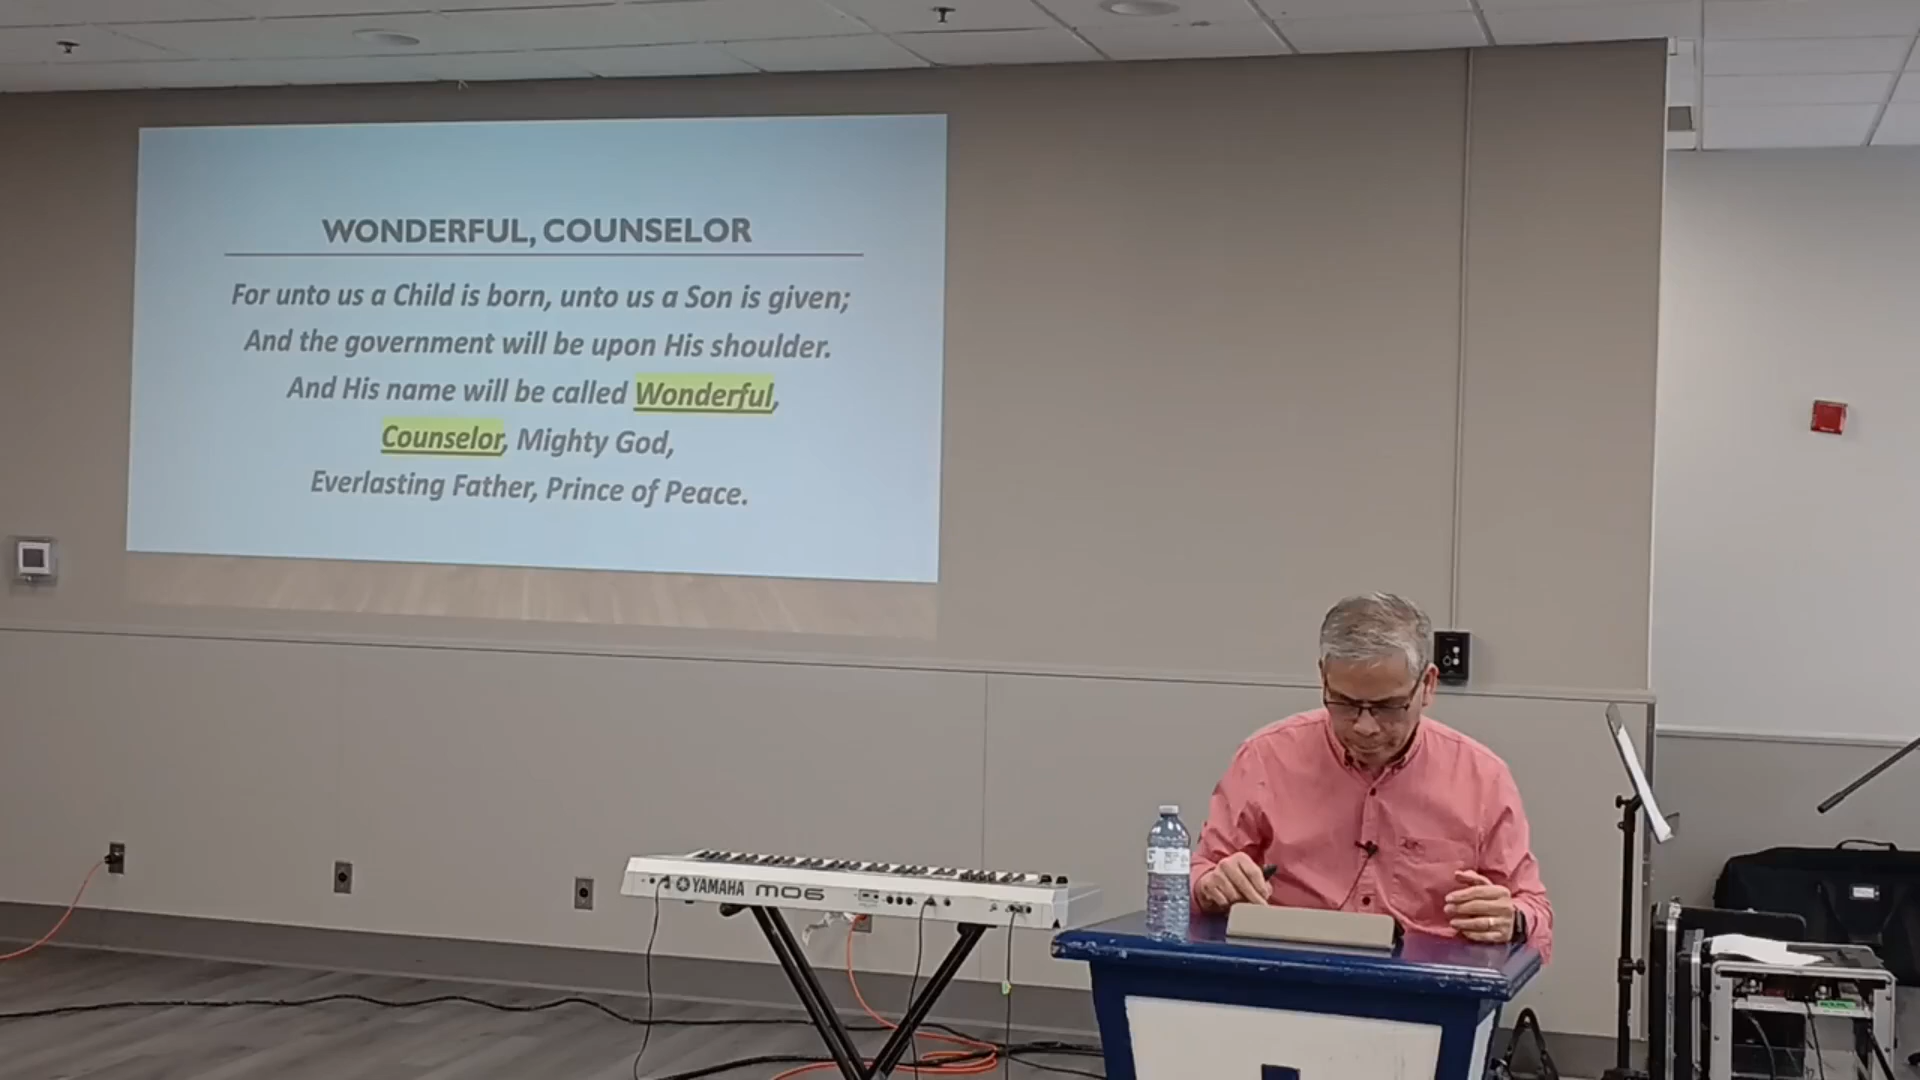 WONDERFUL, COUNSELOR
For unto us a Child is born, unto us a Son is given;
And the government will be upon His shoulder.
And His name will be called Wonderful,
Counselor, Mighty God,
Everlasting Father, Prince of Peace.
YAMAHA MO6